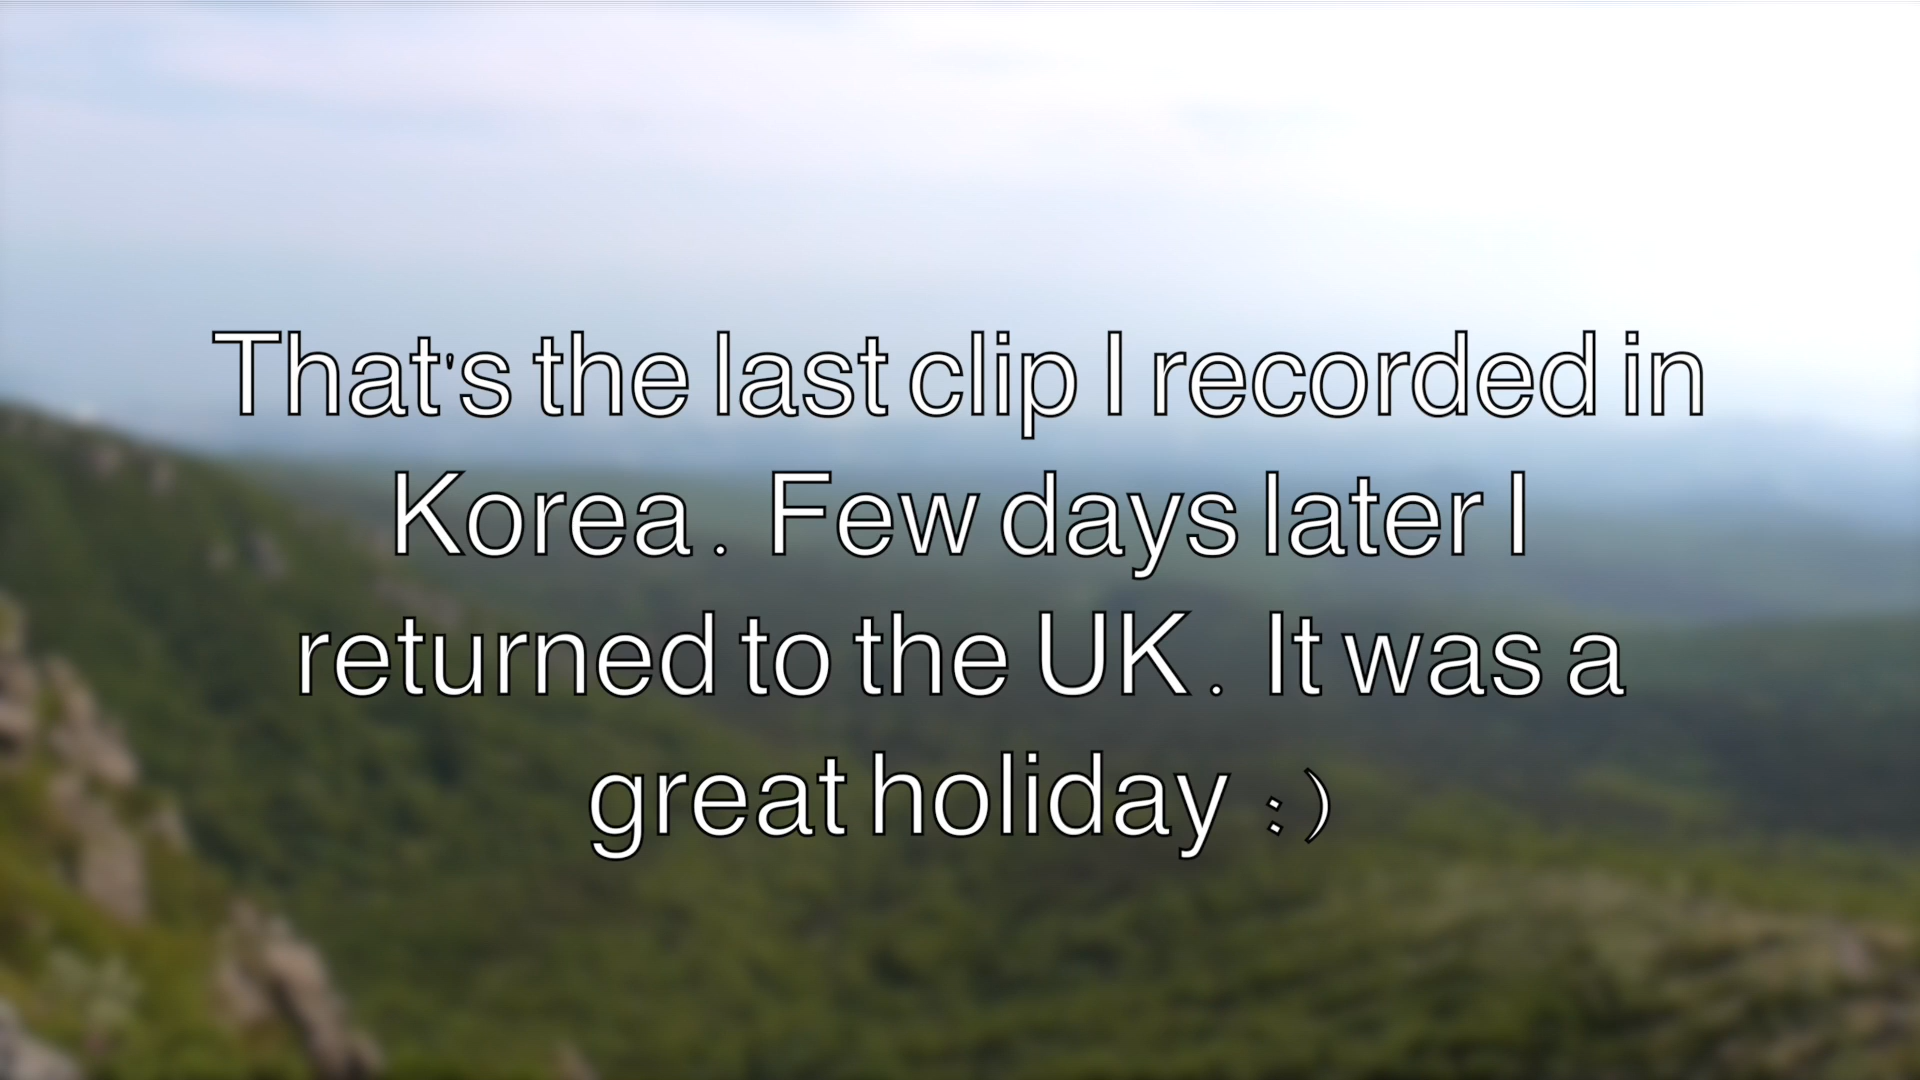 That's the last clip I recorded in
Korea. Few days later I
returned to the UK. It was a
great holiday :)